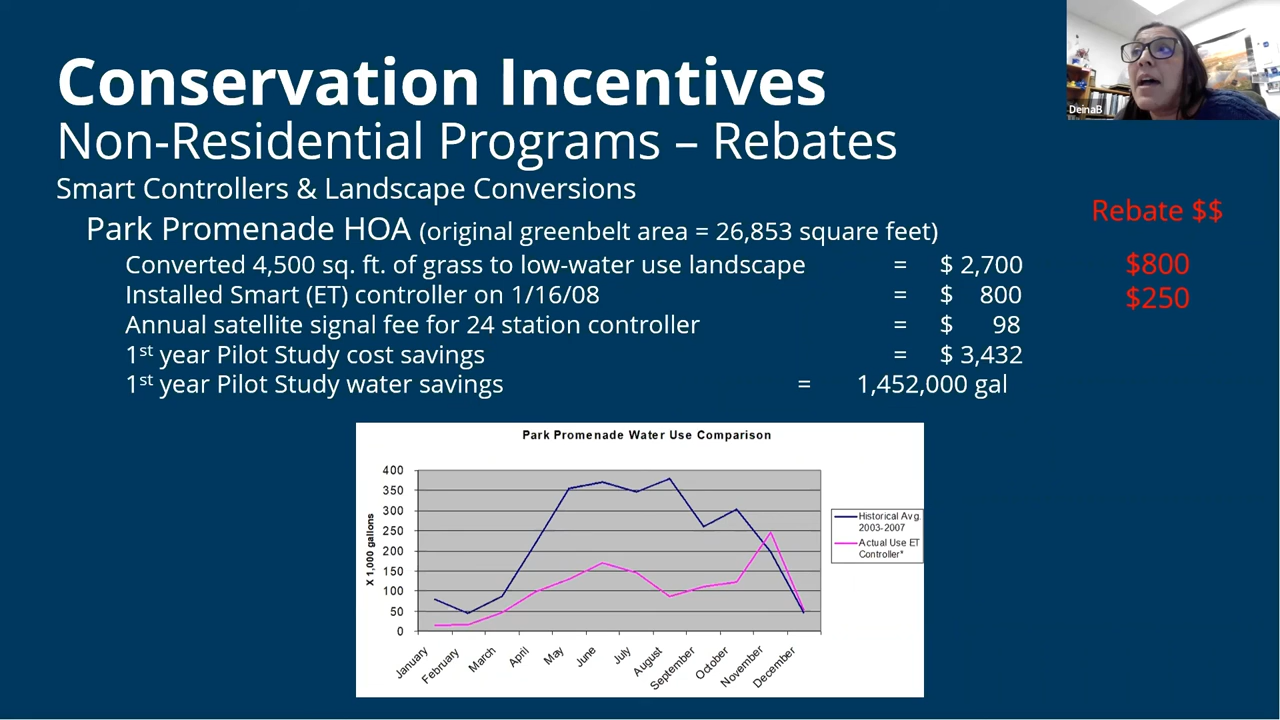 Conservation Incentives
Non-Residential Programs – Rebates
Smart Controllers & Landscape Conversions
Rebate $$
Park Promenade HOA (original greenbelt area = 26,853 square feet)
Converted 4,500 sq. ft. of grass to low-water use landscape = $ 2,700 $800
Installed Smart (ET) controller on 1/16/08 = $ 800 $250
Annual satellite signal fee for 24 station controller = $ 98
1st year Pilot Study cost savings = $ 3,432
1st year Pilot Study water savings = 1,452,000 gal
Park Promenade Water Use Comparison
X 1,000 gallons
400
350
300
250
200
150
100
50
0
January
February
March
April
May
June
July
August
September
October
November
December
Historical Avg.
2003-2007
Actual Use ET
Controller*
DeinaB